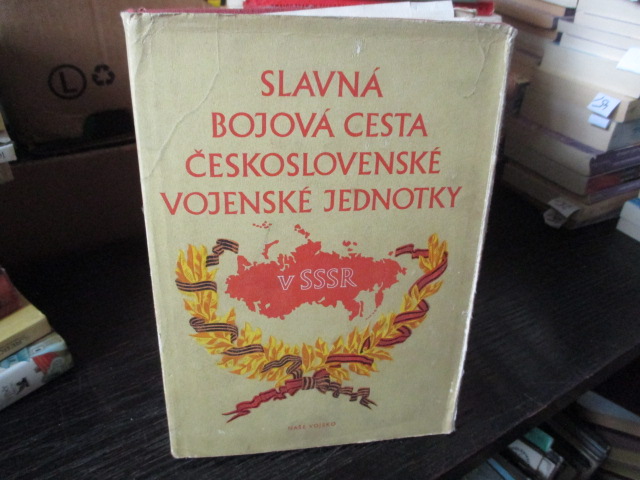 SLAVNÁ
BOJOVÁ CESTA
ČESKOSLOVENSKÉ
VOJENSKÉ JEDNOTKY
v SSSR
NAŠE VOJSKO
L